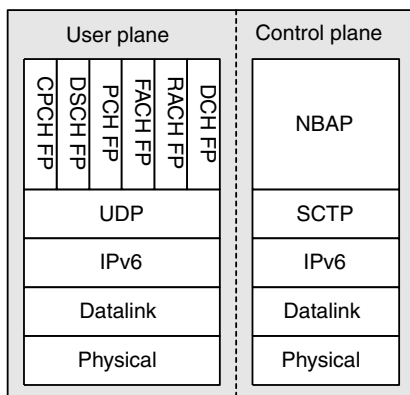 User plane
Control plane
CPCH FP
DSCH FP
PCH FP
FACH FP
RACH FP
DCH FP
NBAP
UDP
SCTP
IPv6
IPv6
Datalink
Datalink
Physical
Physical